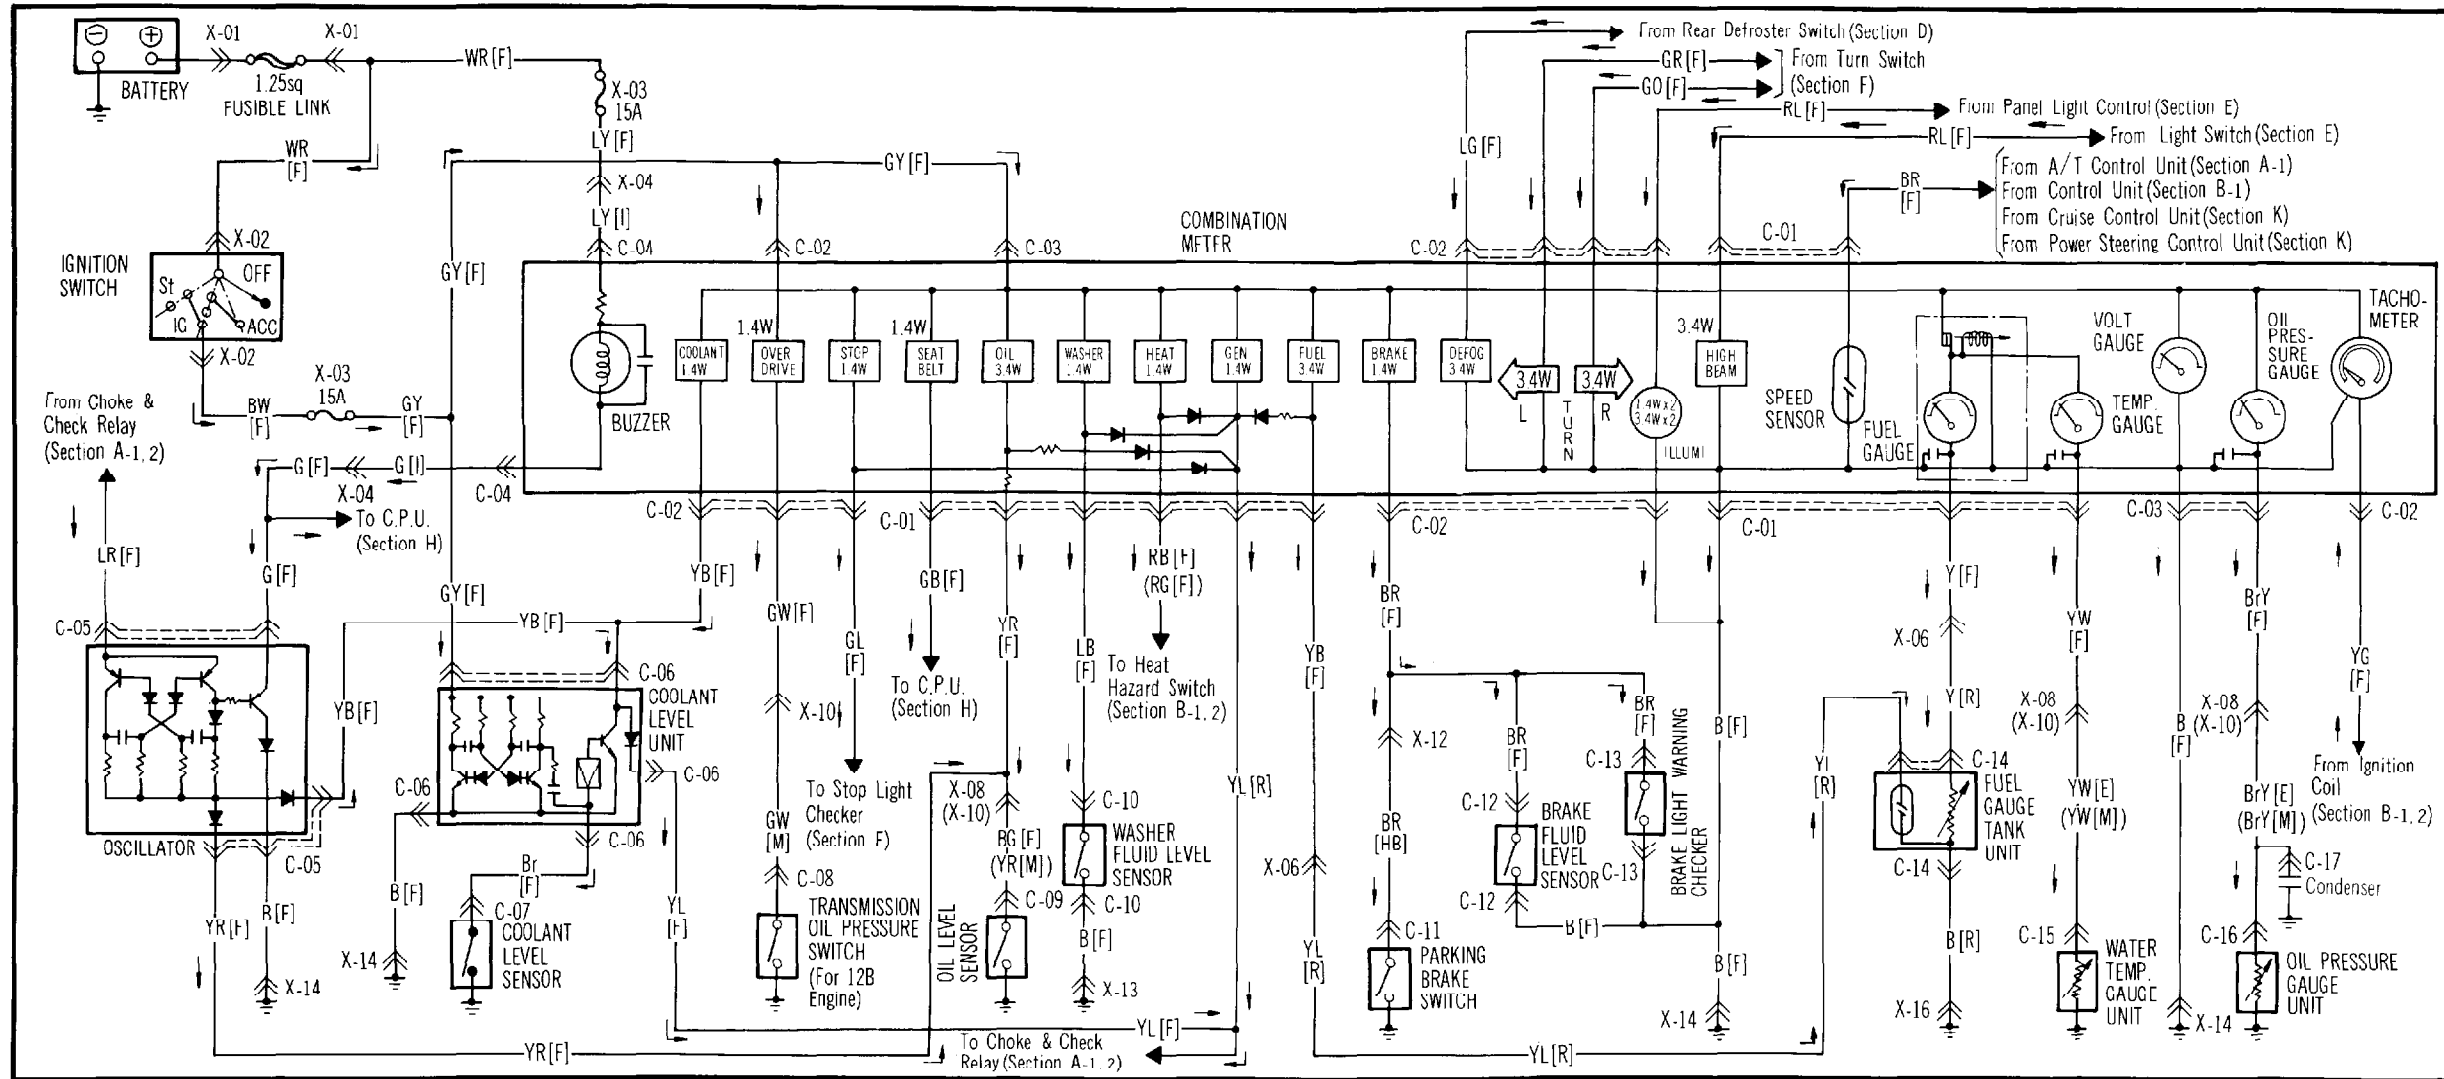 X-01
X-01
WR[F]
BATTERY
1.25sq
FUSIBLE LINK
X-03
15A
LY[F]
From Rear Defroster Switch (Section D)
GR[F]
From Turn Switch
(Section F)
GO[F]
RL[F]
From Panel Light Control (Section E)
RL[F]
From Light Switch (Section E)
WR
[F]
GY[F]
LG[F]
X-04
LY[I]
BR
[F]
From A/T Control Unit (Section A-1)
From Control Unit (Section B-1)
From Cruise Control Unit (Section K)
From Power Steering Control Unit (Section K)
COMBINATION
METER
X-02
C-04
C-02
C-03
C-02
C-01
IGNITION
SWITCH
OFF
St
IG
ACC
GY[F]
X-02
1.4W
1.4W
3.4W
COOLANT
1.4W
OVER
DRIVE
STOP
1.4W
SEAT
BELT
OIL
3.4W
WASHER
1.4W
HEAT
1.4W
GEN
1.4W
FUEL
3.4W
BRAKE
1.4W
DEFOG
3.4W
3.4W
L
3.4W
R
TURN
1.4W x2
3.4W x2
ILLUMI
HIGH
BEAM
SPEED
SENSOR
FUEL
GAUGE
TEMP.
GAUGE
VOLT
GAUGE
OIL
PRES-
SURE
GAUGE
TACHO-
METER
BUZZER
X-03
15A
BW
[F]
GY
[F]
From Choke &
Check Relay
(Section A-1, 2)
G[F]
X-04
G[I]
C-04
To C.P.U.
(Section H)
LR[F]
G[F]
C-02
C-01
C-02
C-01
C-03
C-02
GY[F]
YB[F]
GW[F]
GL
[F]
GB[F]
YR
[F]
LB
[F]
RB[F]
(RG[F])
YB
[F]
BR
[F]
Y[F]
YW
[F]
BrY
[F]
YG
[F]
C-05
YB[F]
C-06
COOLANT
LEVEL
UNIT
YB[F]
X-10
To C.P.U.
(Section H)
To Heat
Hazard Switch
(Section B-1, 2)
X-06
Y[R]
X-08
(X-10)
B
[F]
X-08
(X-10)
BR
[F]
BR
[F]
B[F]
X-12
C-13
BRAKE LIGHT WARNING
CHECKER
C-06
C-06
To Stop Light
Checker
(Section F)
X-08
(X-10)
C-10
YL[R]
C-12
BRAKE
FLUID
LEVEL
SENSOR
C-13
C-12
YL
[R]
C-14
FUEL
GAUGE
TANK
UNIT
C-14
YW[E]
(YW[M])
BrY[E]
(BrY[M])
From Ignition
Coil
(Section B-1, 2)
OSCILLATOR
C-05
C-06
Br
[F]
GW
[M]
C-08
BG[F]
(YR[M])
C-09
WASHER
FLUID LEVEL
SENSOR
C-10
X-06
BR
[HB]
C-17
Condenser
YR[F]
B[F]
B[F]
C-07
COOLANT
LEVEL
SENSOR
X-14
X-14
YL
[F]
TRANSMISSION
OIL PRESSURE
SWITCH
(For 12B
Engine)
OIL LEVEL
SENSOR
B[F]
X-13
YL
[R]
C-11
PARKING
BRAKE
SWITCH
B[F]
B[F]
X-14
B[R]
X-16
C-15
WATER
TEMP.
GAUGE
UNIT
X-14
C-16
OIL PRESSURE
GAUGE
UNIT
YL[F]
YR[F]
To Choke & Check
Relay (Section A-1, 2)
YL[R]